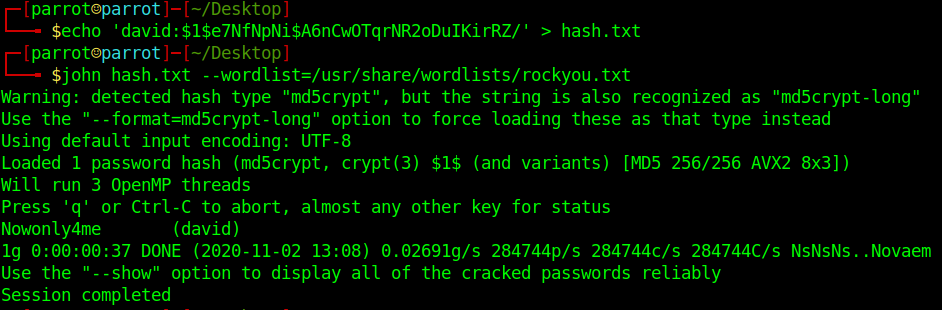 ┌─[parrot☺parrot]─[~/Desktop]
└──╼ $echo 'david:$1$e7NfNpNi$A6nCwOTqrNR2oDuIKirRZ/' > hash.txt
┌─[parrot☺parrot]─[~/Desktop]
└──╼ $john hash.txt --wordlist=/usr/share/wordlists/rockyou.txt
Warning: detected hash type "md5crypt", but the string is also recognized as "md5crypt-long"
Use the "--format=md5crypt-long" option to force loading these as that type instead
Using default input encoding: UTF-8
Loaded 1 password hash (md5crypt, crypt(3) $1$ (and variants) [MD5 256/256 AVX2 8x3])
Will run 3 OpenMP threads
Press 'q' or Ctrl-C to abort, almost any other key for status
Nowonly4me       (david)
1g 0:00:00:37 DONE (2020-11-02 13:08) 0.02691g/s 284744p/s 284744c/s 284744C/s NsNsNs..Novaem
Use the "--show" option to display all of the cracked passwords reliably
Session completed